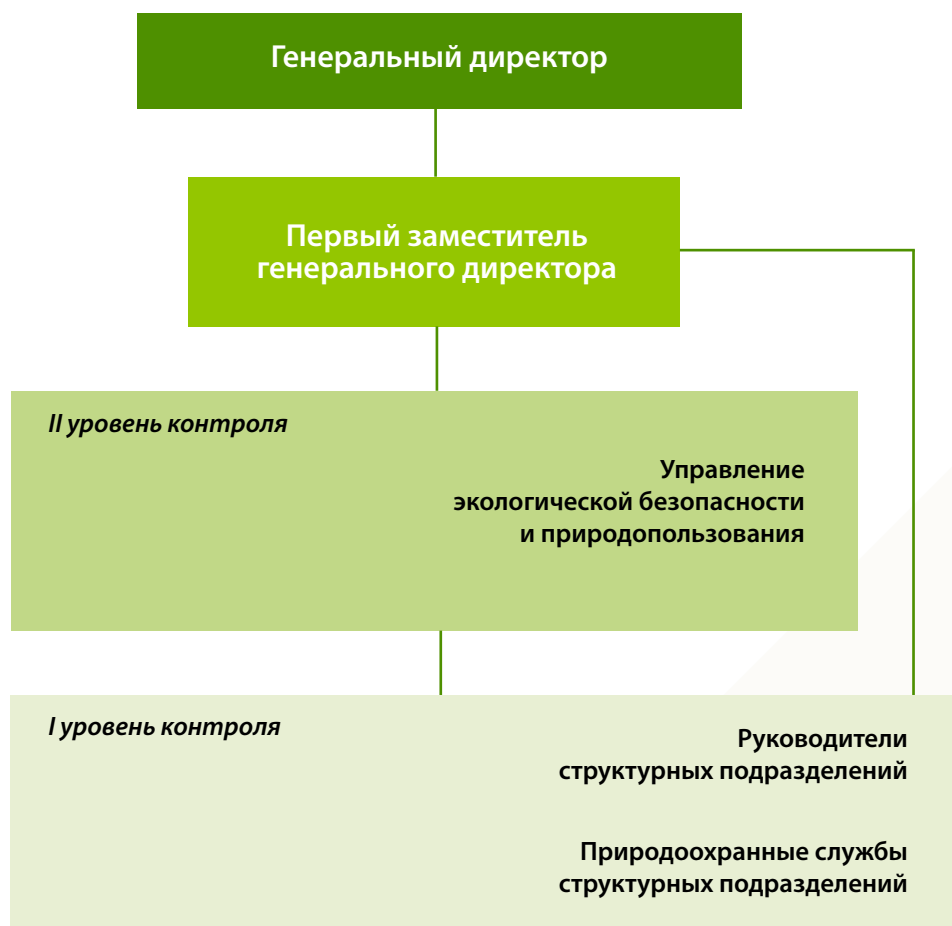 Генеральный директор
Первый заместитель
генерального директора
II уровень контроля
Управление
экологической безопасности
и природопользования
I уровень контроля
Руководители
структурных подразделений
Природоохранные службы
структурных подразделений